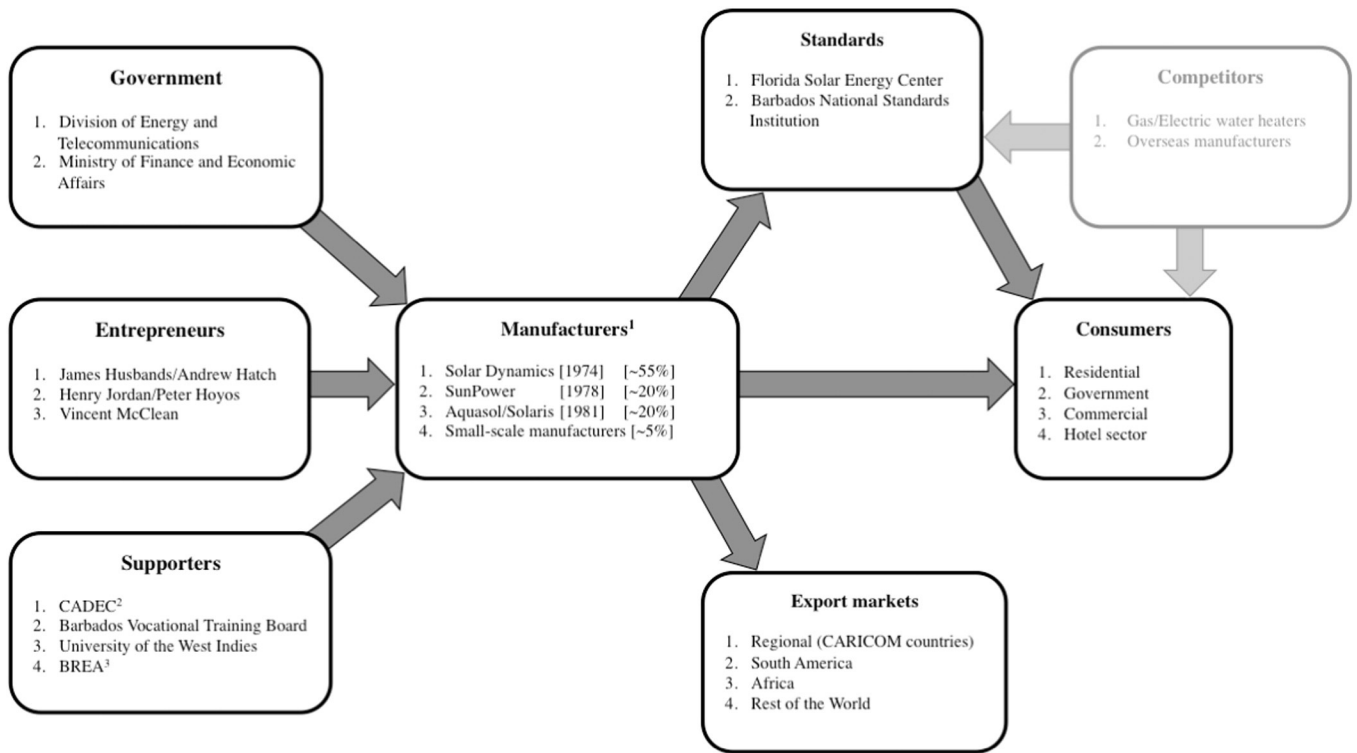 Government
1. Division of Energy and
Telecommunications
2. Ministry of Finance and Economic
Affairs
Entrepreneurs
1. James Husbands/Andrew Hatch
2. Henry Jordan/Peter Hoyos
3. Vincent McClean
Supporters
1. CADEC²
2. Barbados Vocational Training Board
3. University of the West Indies
4. BREA³
Manufacturers¹
1. Solar Dynamics [1974] [~55%]
2. SunPower [1978] [~20%]
3. Aquasol/Solaris [1981] [~20%]
4. Small-scale manufacturers [~5%]
Standards
1. Florida Solar Energy Center
2. Barbados National Standards
Institution
Competitors
1. Gas/Electric water heaters
2. Overseas manufacturers
Consumers
1. Residential
2. Government
3. Commercial
4. Hotel sector
Export markets
1. Regional (CARICOM countries)
2. South America
3. Africa
4. Rest of the World